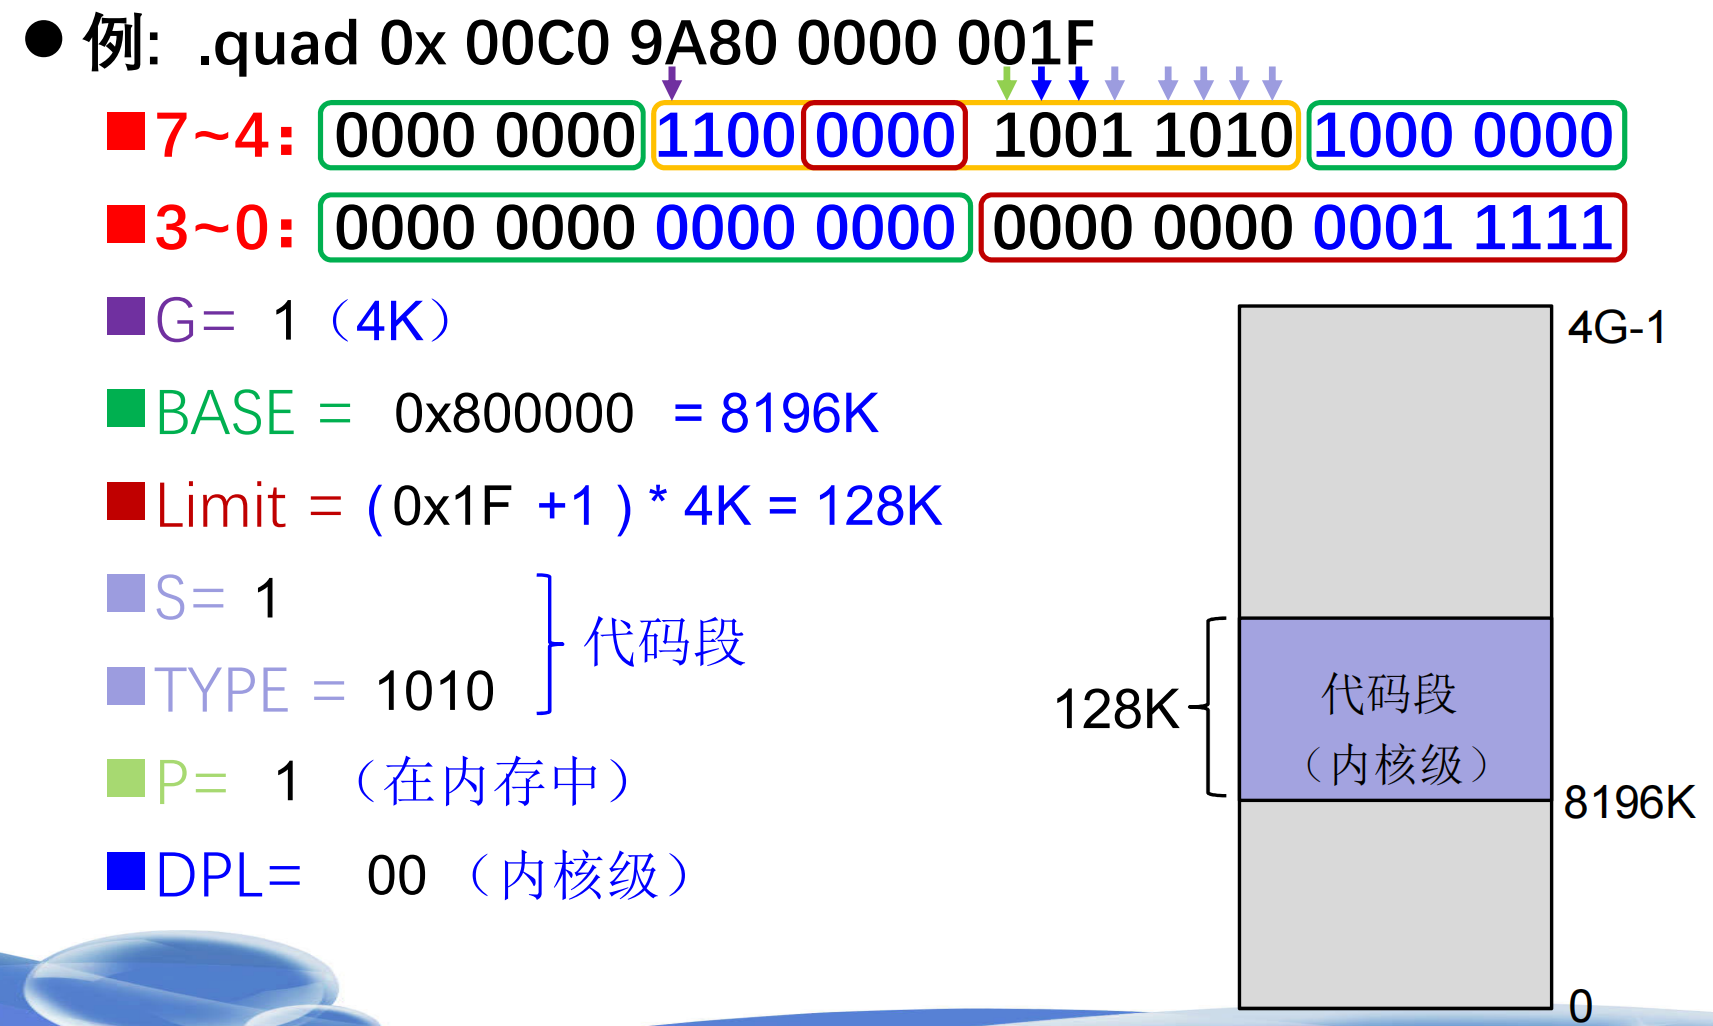 ● 例: .quad 0x 00C0 9A80 0000 001F
7~4: 0000 0000 1100 0000 1001 1010 1000 0000
3~0: 0000 0000 0000 0000 0000 0000 0001 1111
G= 1 （4K）
BASE = 0x800000 = 8196K
Limit = (0x1F +1 ) * 4K = 128K
S= 1
TYPE = 1010
代码段
P= 1 （在内存中）
DPL= 00 （内核级）
4G-1
128K
代码段
（内核级）
8196K
0